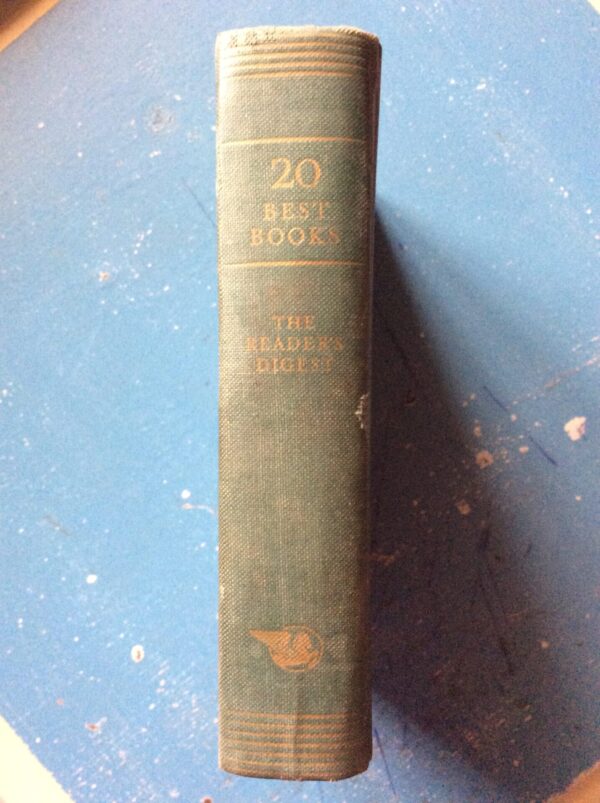 20
BEST
BOOKS
THE
READER'S
DIGEST